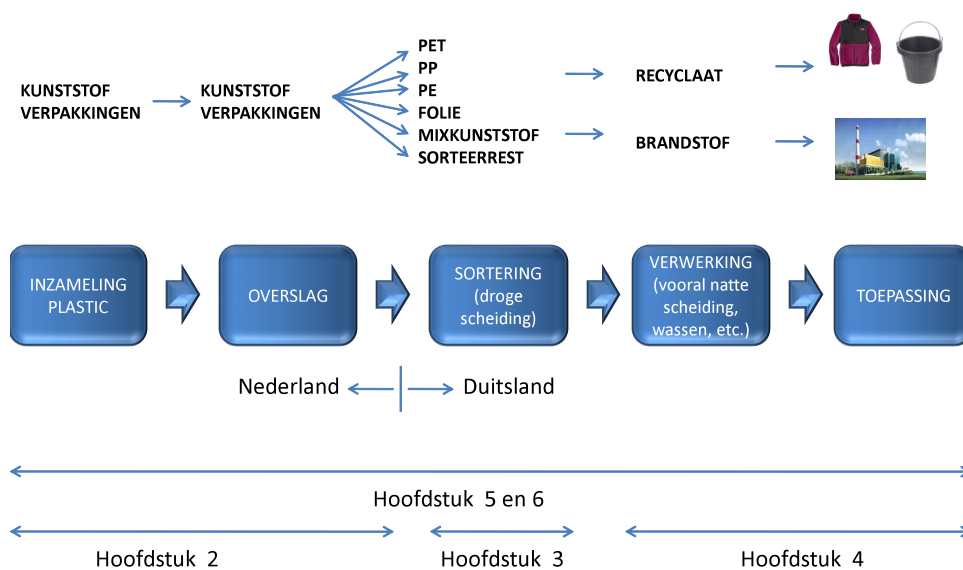 KUNSTSTOF
VERPAKKINGEN
KUNSTSTOF
VERPAKKINGEN
PET
PP
PE
FOLIE
MIXKUNSTSTOF
SORTEERREST
RECYCLAAT
BRANDSTOF
INZAMELING
PLASTIC
OVERSLAG
SORTERING
(droge
scheiding)
VERWERKING
(vooral natte
scheiding,
wassen, etc.)
TOEPASSING
Nederland
Duitsland
Hoofdstuk 5 en 6
Hoofdstuk 2
Hoofdstuk 3
Hoofdstuk 4